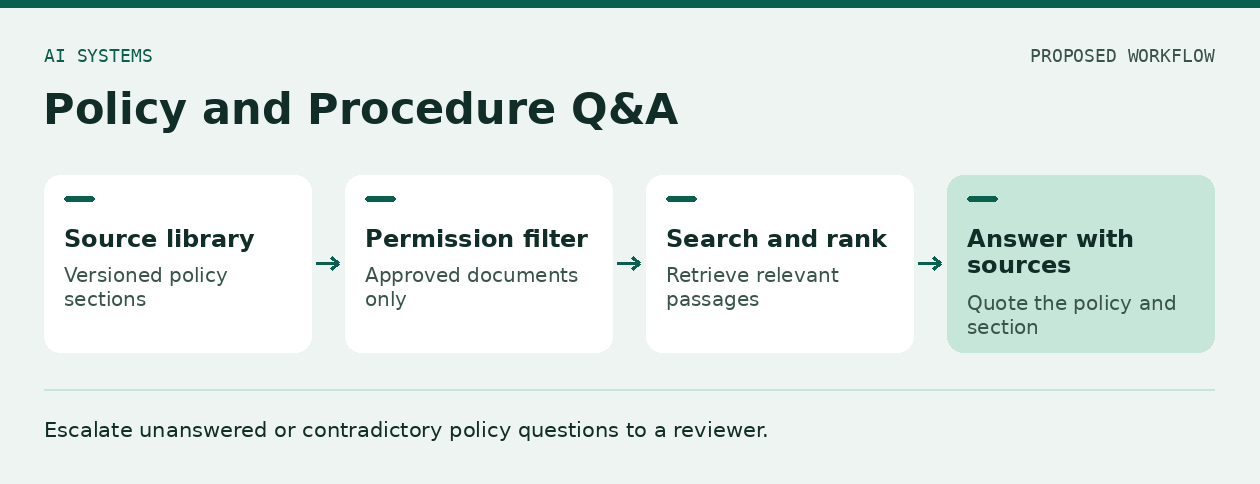 AI SYSTEMS
PROPOSED WORKFLOW
Policy and Procedure Q&A
Source library
Versioned policy
sections
Permission filter
Approved documents
only
Search and rank
Retrieve relevant
passages
Answer with
sources
Quote the policy and
section
Escalate unanswered or contradictory policy questions to a reviewer.